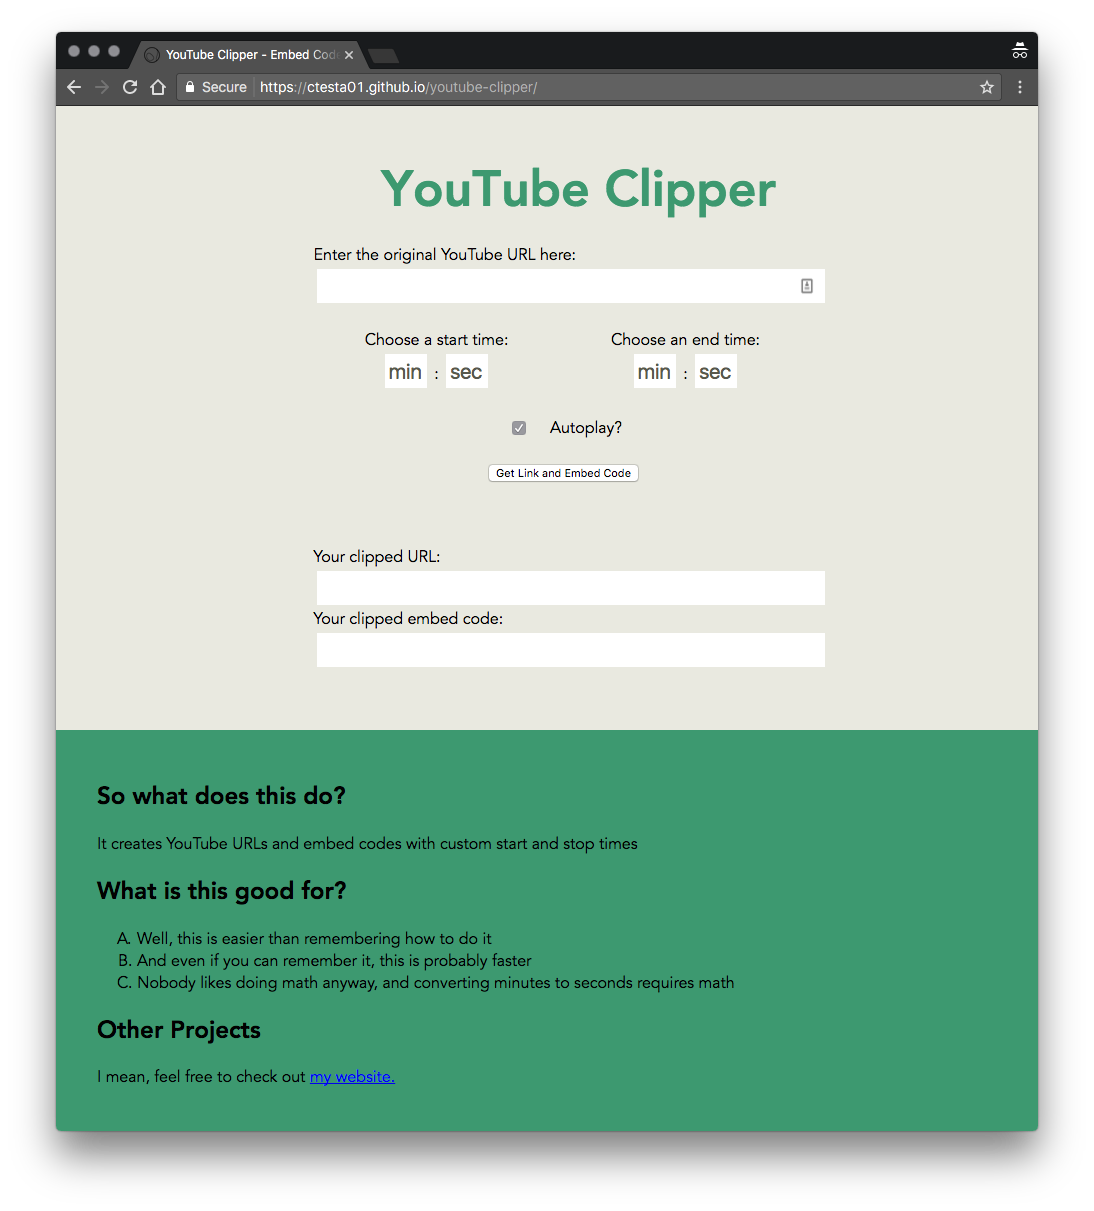 YouTube Clipper - Embed Cod
Secure https://ctesta01.github.io/youtube-clipper/
YouTube Clipper
Enter the original YouTube URL here:
Choose a start time: Choose an end time:
min : sec min : sec
Autoplay?
Get Link and Embed Code
Your clipped URL:
Your clipped embed code:
So what does this do?
It creates YouTube URLs and embed codes with custom start and stop times
What is this good for?
A. Well, this is easier than remembering how to do it
B. And even if you can remember it, this is probably faster
C. Nobody likes doing math anyway, and converting minutes to seconds requires math
Other Projects
I mean, feel free to check out my website.